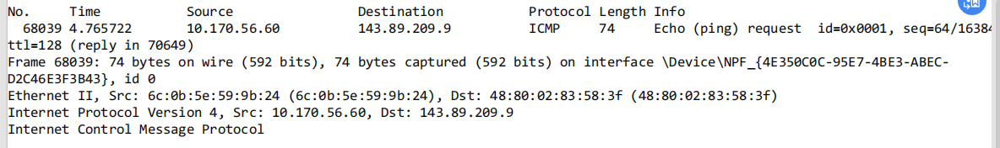 No. Time Source Destination Protocol Length Info
68039 4.765722 10.170.56.60 143.89.209.9 ICMP 74 Echo (ping) request id=0x0001, seq=64/16384
ttl=128 (reply in 70649)
Frame 68039: 74 bytes on wire (592 bits), 74 bytes captured (592 bits) on interface \Device\NPF_{4E350C0C-95E7-4BE3-ABEC-
D2C46E3F3B43}, id 0
Ethernet II, Src: 6c:0b:5e:59:9b:24 (6c:0b:5e:59:9b:24), Dst: 48:80:02:83:58:3f (48:80:02:83:58:3f)
Internet Protocol Version 4, Src: 10.170.56.60, Dst: 143.89.209.9
Internet Control Message Protocol